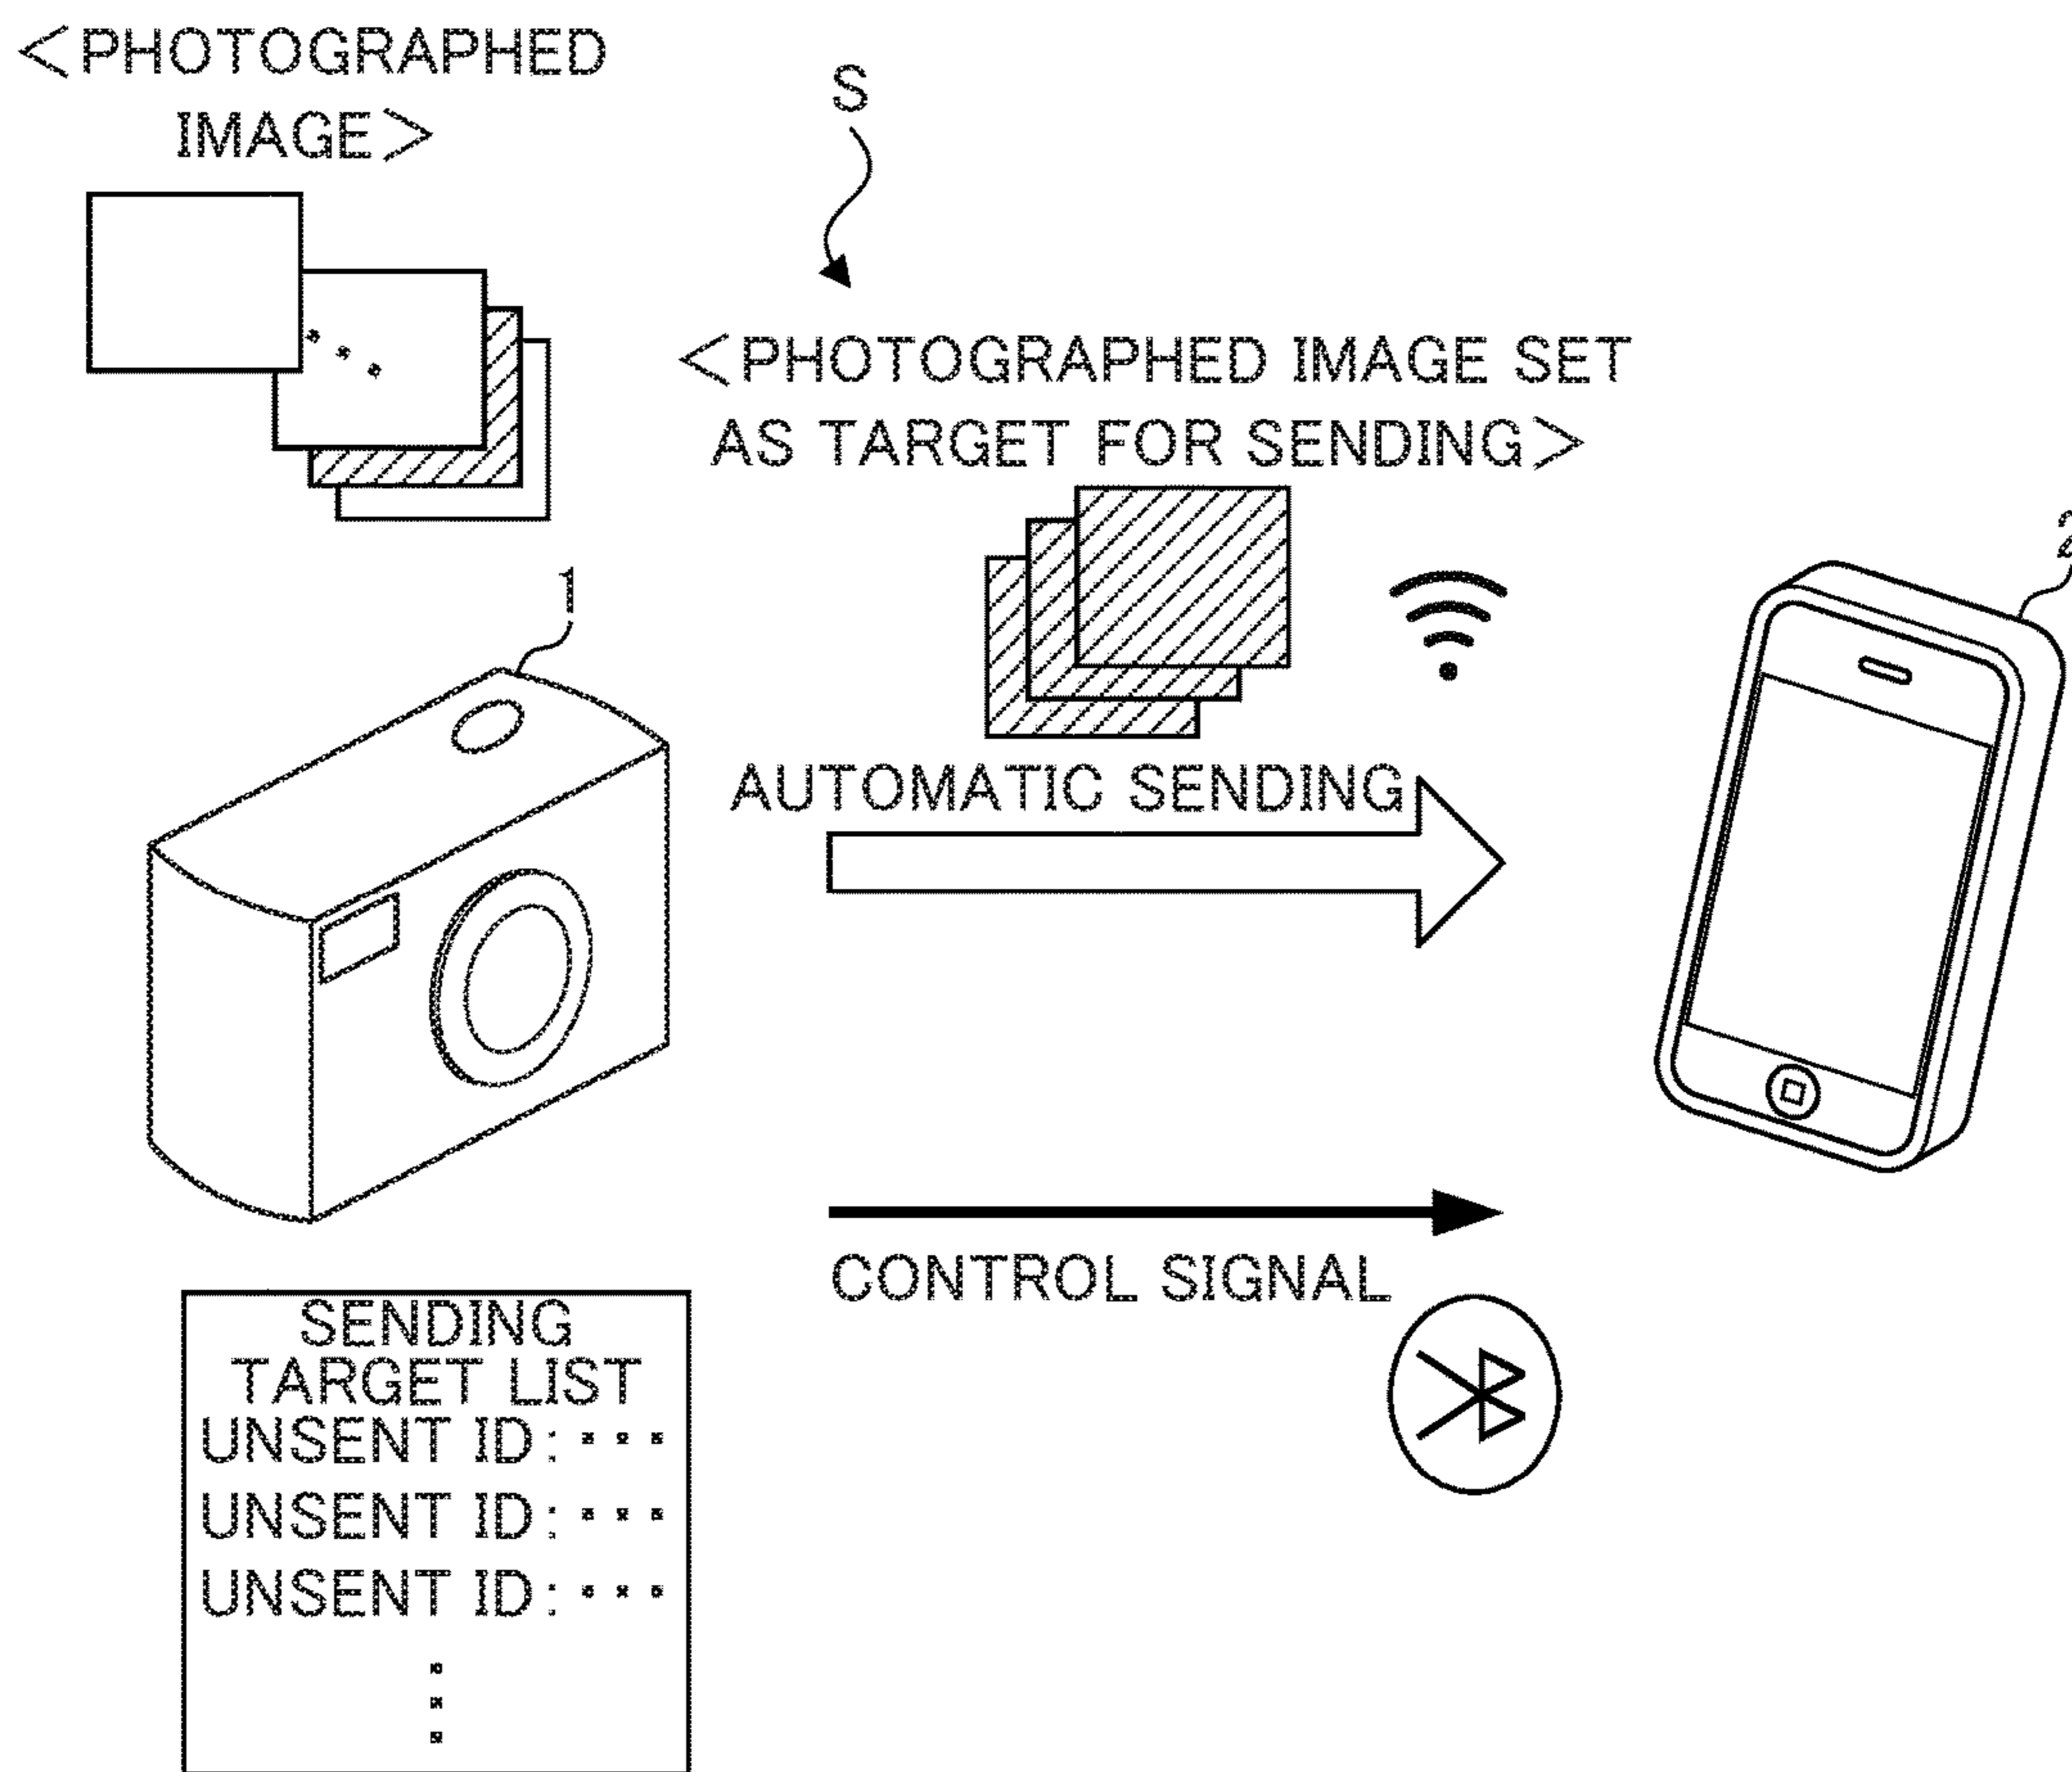 <PHOTOGRAPHED
IMAGE>
S
<PHOTOGRAPHED IMAGE SET
AS TARGET FOR SENDING>
1
2
AUTOMATIC SENDING
CONTROL SIGNAL
SENDING
TARGET LIST
UNSENT ID:・・・
UNSENT ID:・・・
UNSENT ID:・・・